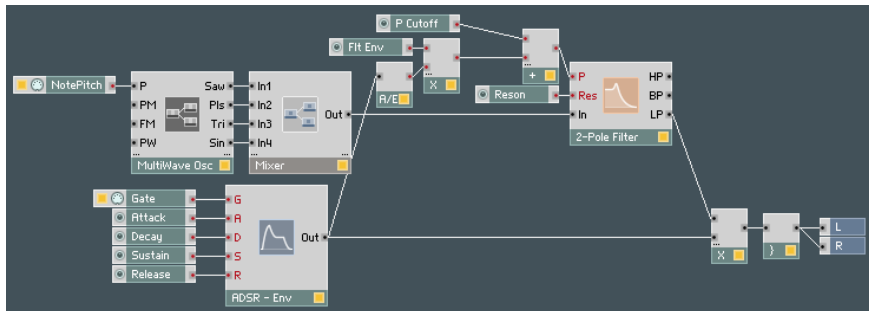 P Cutoff
Flt Env
X
+
A/E
NotePitch
P Saw
PM Pls
FM Tri
PW Sin
...
MultiWave Osc
In1
In2
In3
In4
Out
...
Mixer
Reson
P HP
Res BP
In LP
2-Pole Filter
Gate
Attack
Decay
Sustain
Release
G
A
D
S
R
Out
ADSR - Env
...
X
}
L
R